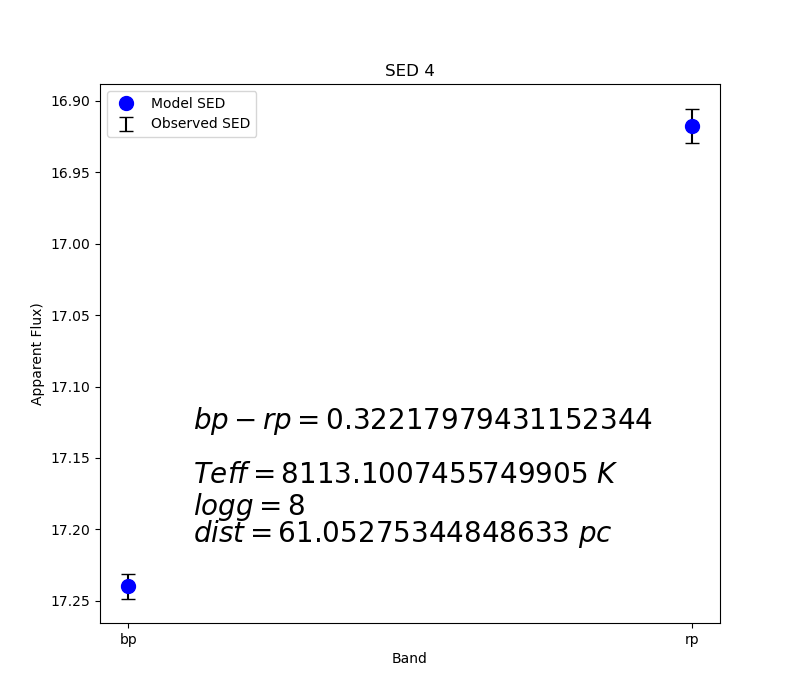 SED 4
Model SED
Observed SED
16.90
16.95
17.00
17.05
17.10
17.15
17.20
17.25
Apparent Flux)
bp − rp = 0.32217979431152344
Teff = 8113.1007455749905 K
logg = 8
dist = 61.05275344848633 pc
bp
rp
Band